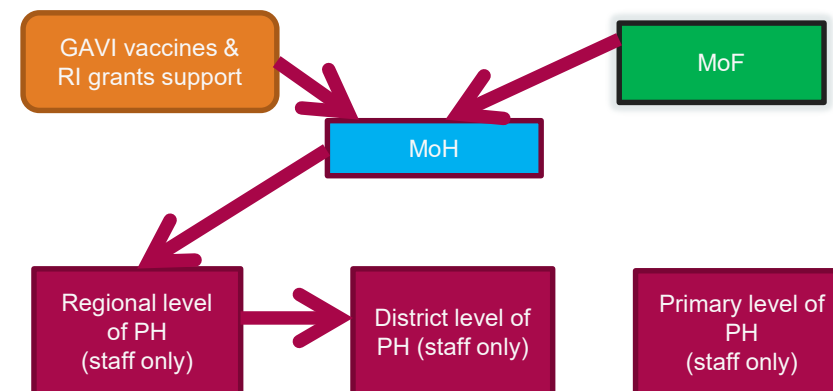 GAVI vaccines &
RI grants support
MoF
MoH
Regional level
of PH
(staff only)
District level of
PH (staff only)
Primary level of
PH
(staff only)